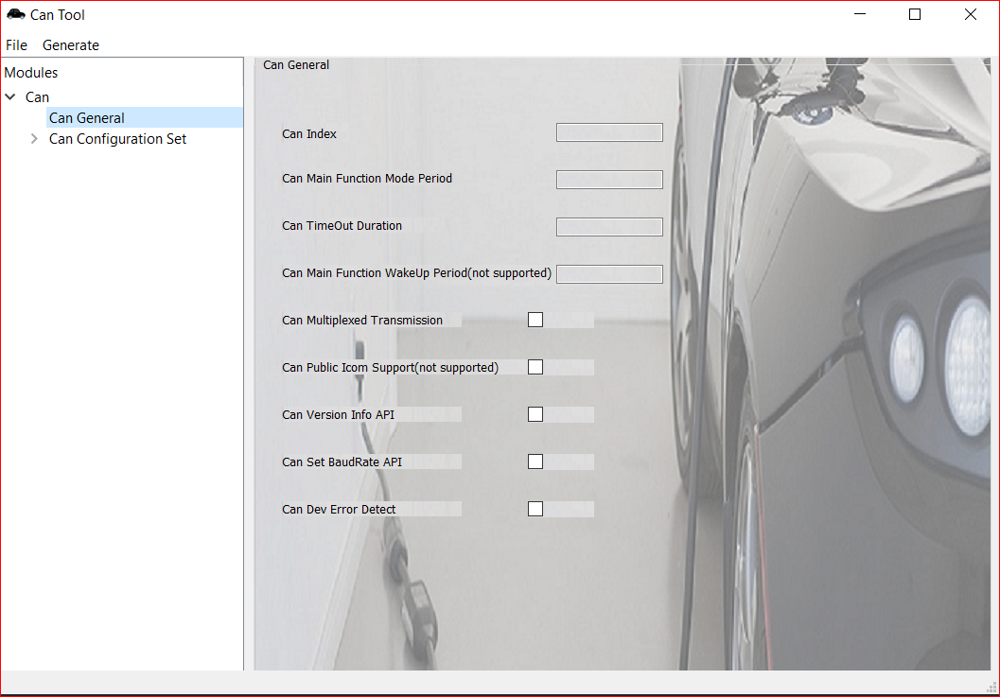 Can Tool
File Generate
Modules
Can
Can General
Can Configuration Set
Can General
Can Index
Can Main Function Mode Period
Can TimeOut Duration
Can Main Function WakeUp Period(not supported)
Can Multiplexed Transmission
Can Public Icom Support(not supported)
Can Version Info API
Can Set BaudRate API
Can Dev Error Detect